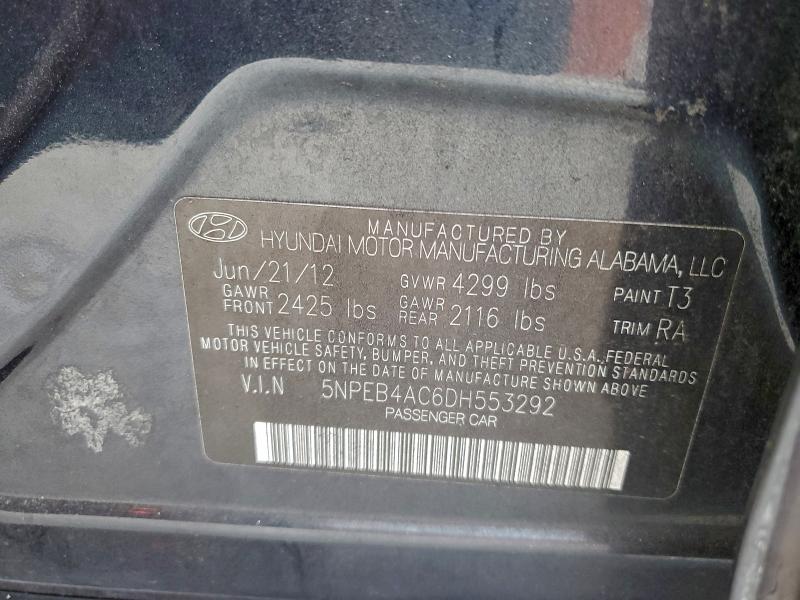 MANUFACTURED BY
HYUNDAI MOTOR MANUFACTURING ALABAMA, LLC
Jun/21/12 GVWR 4299 lbs PAINT T3
GAWR FRONT 2425 lbs GAWR REAR 2116 lbs TRIM RA
THIS VEHICLE CONFORMS TO ALL APPLICABLE U.S.A. FEDERAL
MOTOR VEHICLE SAFETY, BUMPER, AND THEFT PREVENTION STANDARDS
IN EFFECT ON THE DATE OF MANUFACTURE SHOWN ABOVE
V.I.N 5NPEB4AC6DH553292
PASSENGER CAR